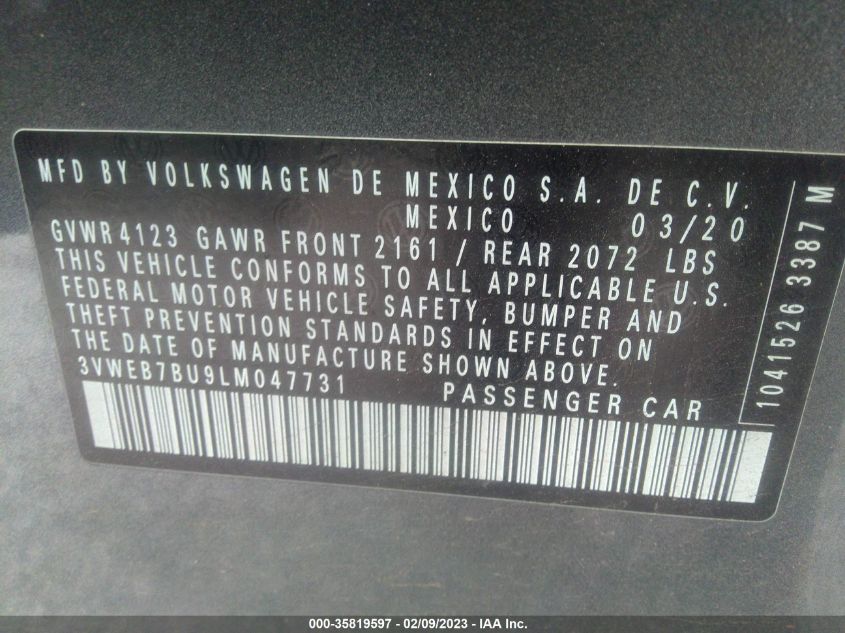 MFD BY VOLKSWAGEN DE MEXICO S.A. DE C.V.
MEXICO 03/20
GVWR 4123 GAWR FRONT 2161 / REAR 2072 LBS
THIS VEHICLE CONFORMS TO ALL APPLICABLE U.S.
FEDERAL MOTOR VEHICLE SAFETY, BUMPER AND
THEFT PREVENTION STANDARDS IN EFFECT ON
THE DATE OF MANUFACTURE SHOWN ABOVE.
3VWEB7BU9LM047731 PASSENGER CAR
1041526 3387 M
000-35819597 - 02/09/2023 - IAA Inc.